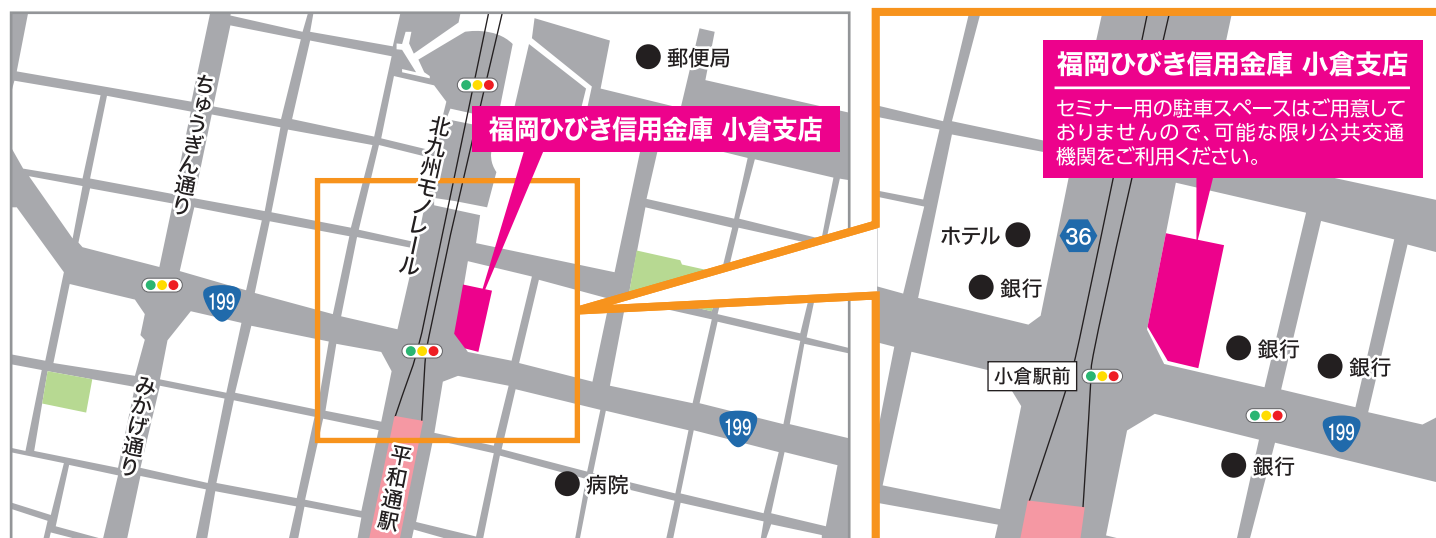 郵便局
ちゅうぎん通り
北九州モノレール
福岡ひびき信用金庫 小倉支店
199
みかげ通り
平和通駅
199
病院
福岡ひびき信用金庫 小倉支店
セミナー用の駐車スペースはご用意して
おりませんので、可能な限り公共交通
機関をご利用ください。
ホテル
36
銀行
小倉駅前
銀行
銀行
199
銀行